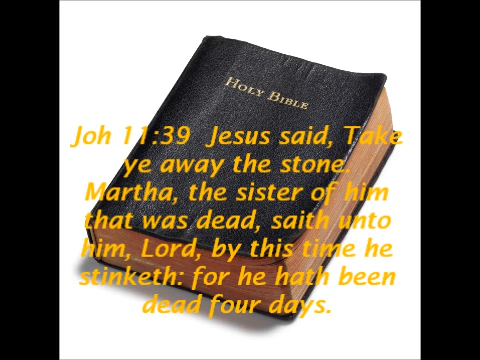 HOLY BIBLE
Joh 11:39 Jesus said, Take
ye away the stone.
Martha, the sister of him
that was dead, saith unto
him, Lord, by this time he
stinketh: for he hath been
dead four days.